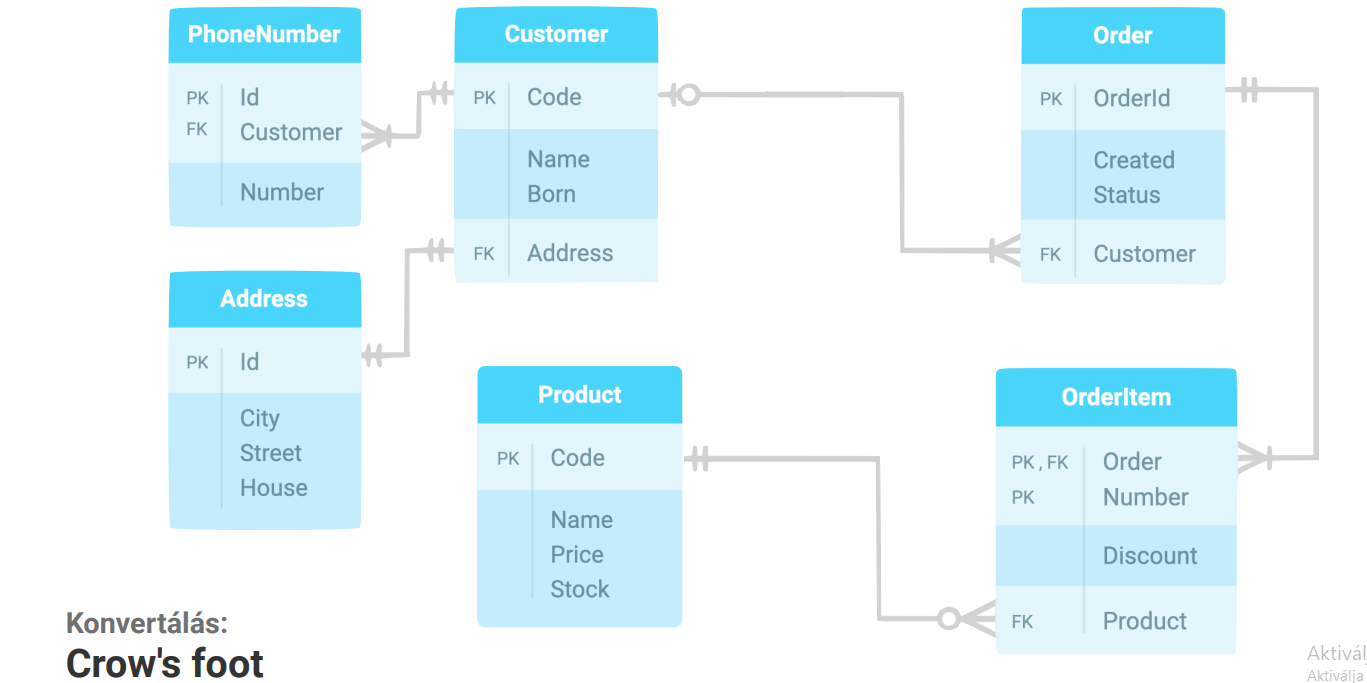 PhoneNumber
PK Id
FK Customer
Number
Customer
PK Code
Name
Born
FK Address
Order
PK OrderId
Created
Status
FK Customer
Address
PK Id
City
Street
House
Product
PK Code
Name
Price
Stock
OrderItem
PK , FK Order
PK Number
Discount
FK Product
Konvertálás:
Crow's foot
Aktivál
Aktiválja